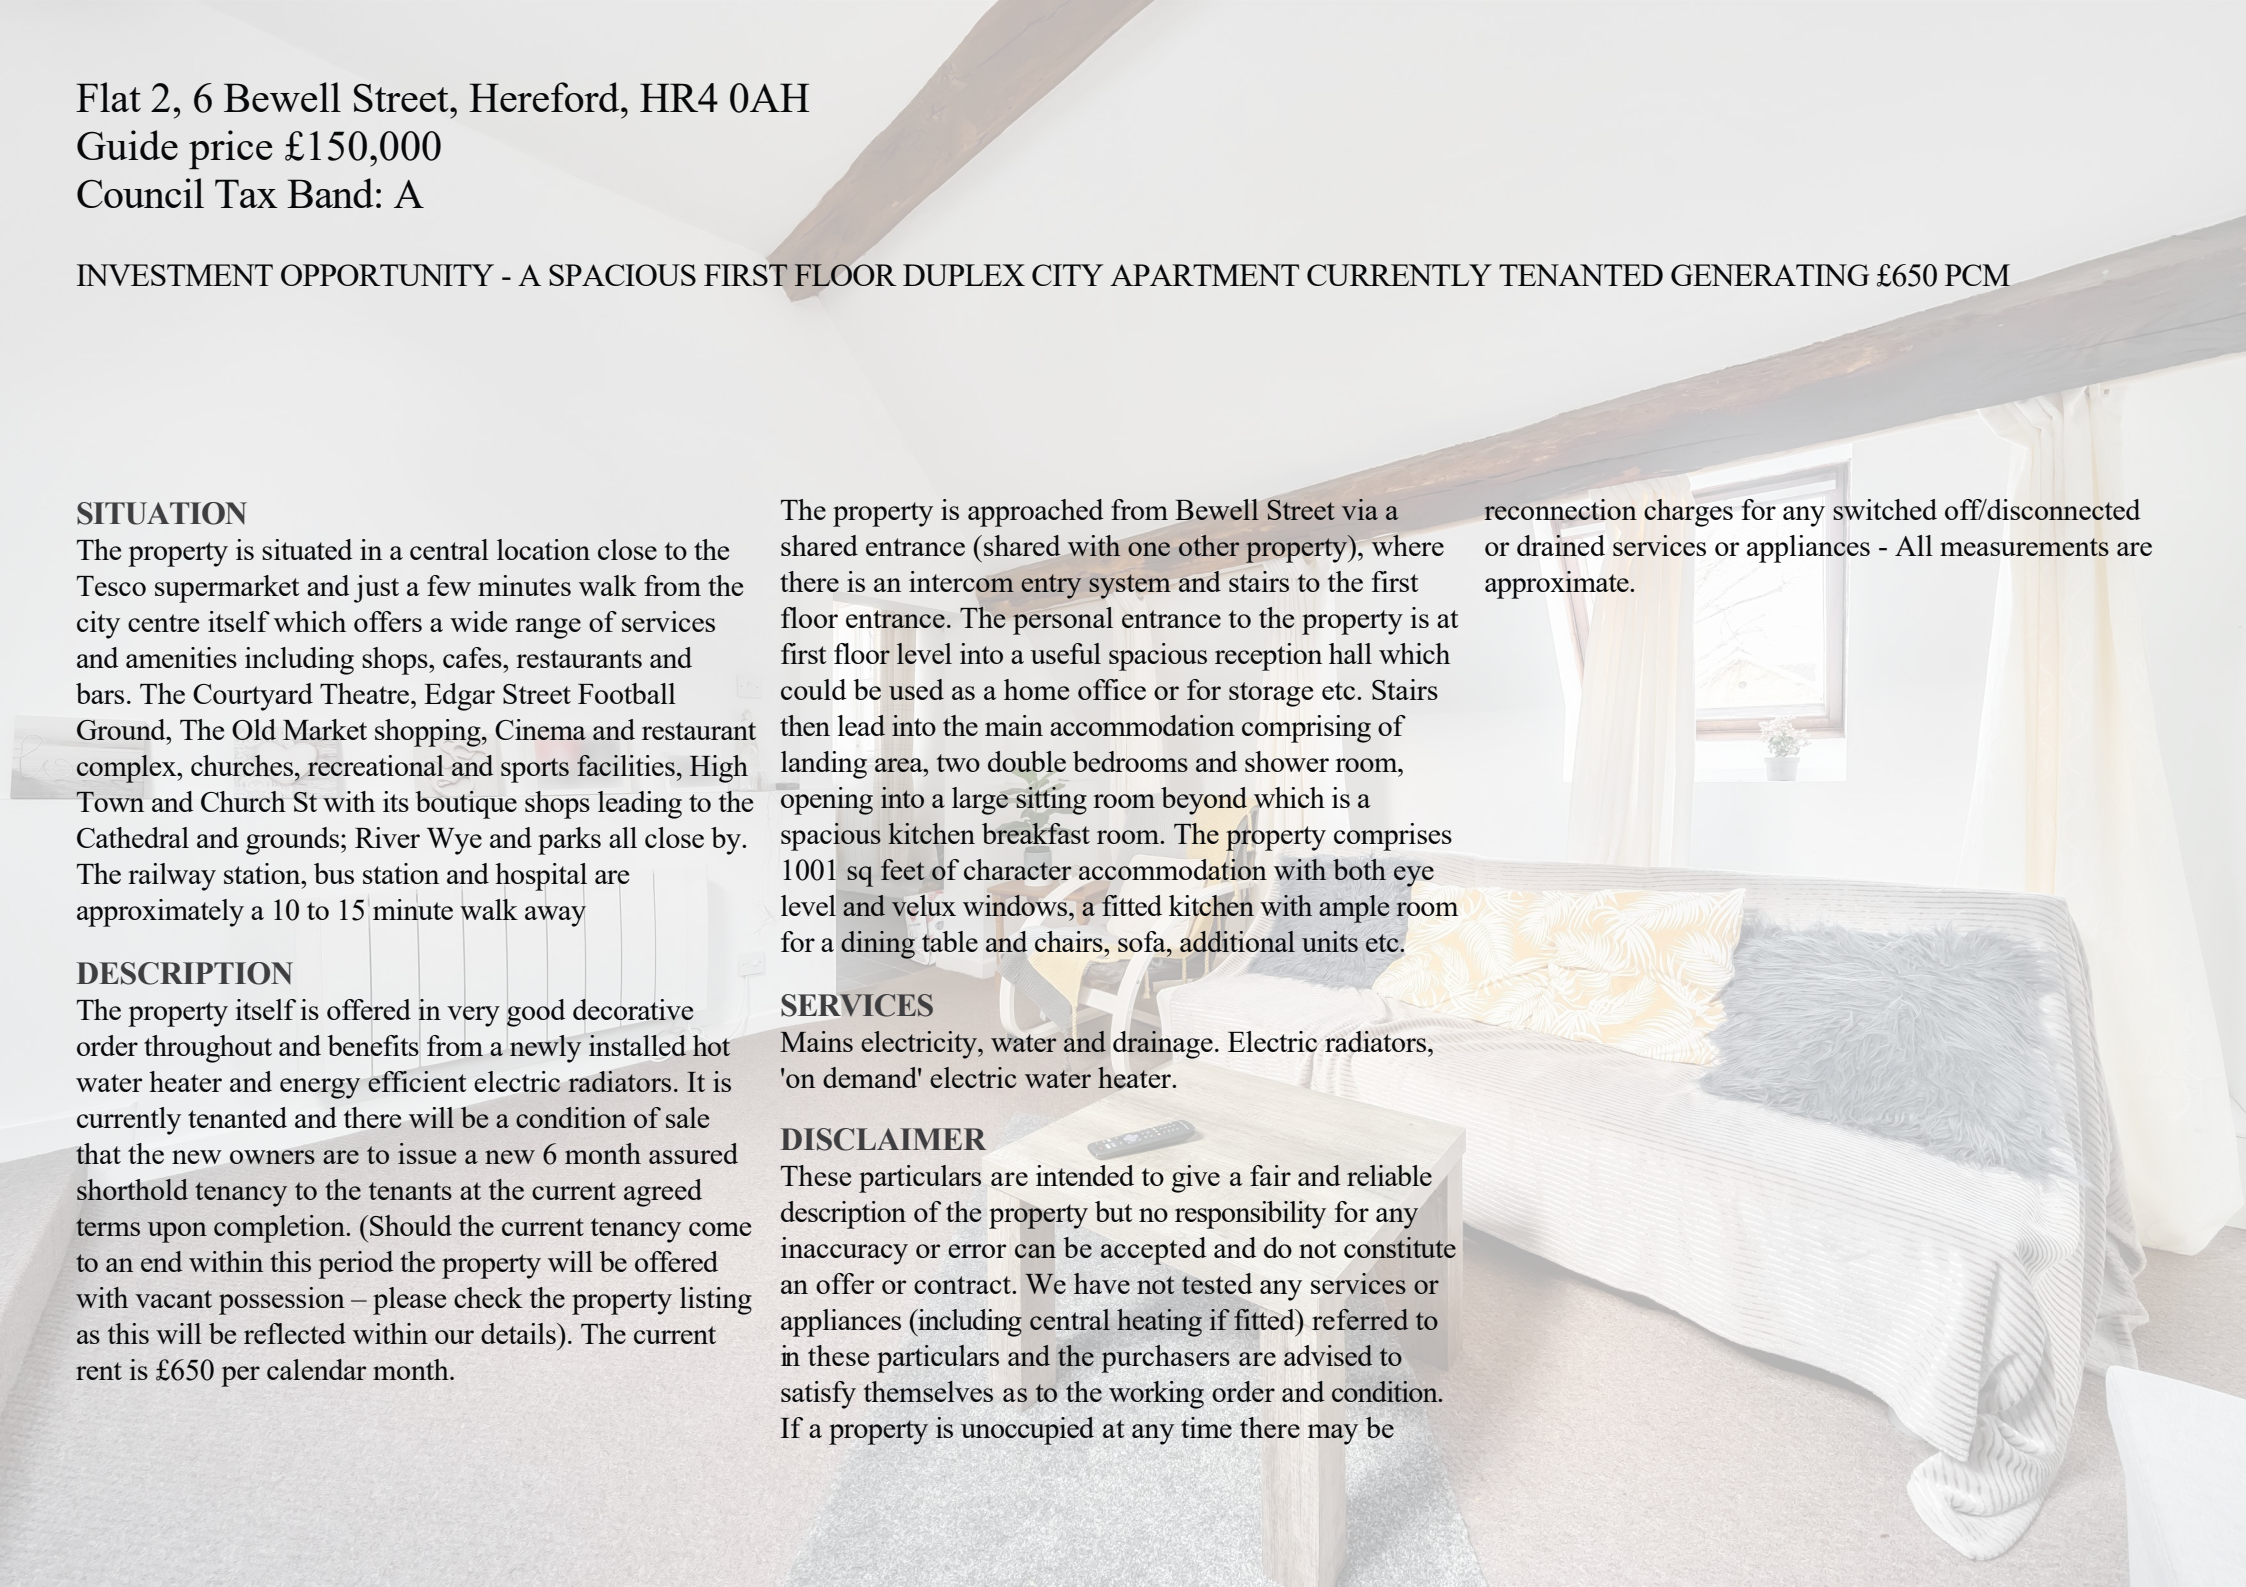 Flat 2, 6 Bewell Street, Hereford, HR4 0AH
Guide price £150,000
Council Tax Band: A
INVESTMENT OPPORTUNITY - A SPACIOUS FIRST FLOOR DUPLEX CITY APARTMENT CURRENTLY TENANTED GENERATING £650 PCM
SITUATION
The property is situated in a central location close to the
Tesco supermarket and just a few minutes walk from the
city centre itself which offers a wide range of services
and amenities including shops, cafes, restaurants and
bars. The Courtyard Theatre, Edgar Street Football
Ground, The Old Market shopping, Cinema and restaurant
complex, churches, recreational and sports facilities, High
Town and Church St with its boutique shops leading to the
Cathedral and grounds; River Wye and parks all close by.
The railway station, bus station and hospital are
approximately a 10 to 15 minute walk away
DESCRIPTION
The property itself is offered in very good decorative
order throughout and benefits from a newly installed hot
water heater and energy efficient electric radiators. It is
currently tenanted and there will be a condition of sale
that the new owners are to issue a new 6 month assured
shorthold tenancy to the tenants at the current agreed
terms upon completion. (Should the current tenancy come
to an end within this period the property will be offered
with vacant possession – please check the property listing
as this will be reflected within our details). The current
rent is £650 per calendar month.
The property is approached from Bewell Street via a
shared entrance (shared with one other property), where
there is an intercom entry system and stairs to the first
floor entrance. The personal entrance to the property is at
first floor level into a useful spacious reception hall which
could be used as a home office or for storage etc. Stairs
then lead into the main accommodation comprising of
landing area, two double bedrooms and shower room,
opening into a large sitting room beyond which is a
spacious kitchen breakfast room. The property comprises
1001 sq feet of character accommodation with both eye
level and velux windows, a fitted kitchen with ample room
for a dining table and chairs, sofa, additional units etc.
SERVICES
Mains electricity, water and drainage. Electric radiators,
'on demand' electric water heater.
DISCLAIMER
These particulars are intended to give a fair and reliable
description of the property but no responsibility for any
inaccuracy or error can be accepted and do not constitute
an offer or contract. We have not tested any services or
appliances (including central heating if fitted) referred to
in these particulars and the purchasers are advised to
satisfy themselves as to the working order and condition.
If a property is unoccupied at any time there may be
reconnection charges for any switched off/disconnected
or drained services or appliances - All measurements are
approximate.